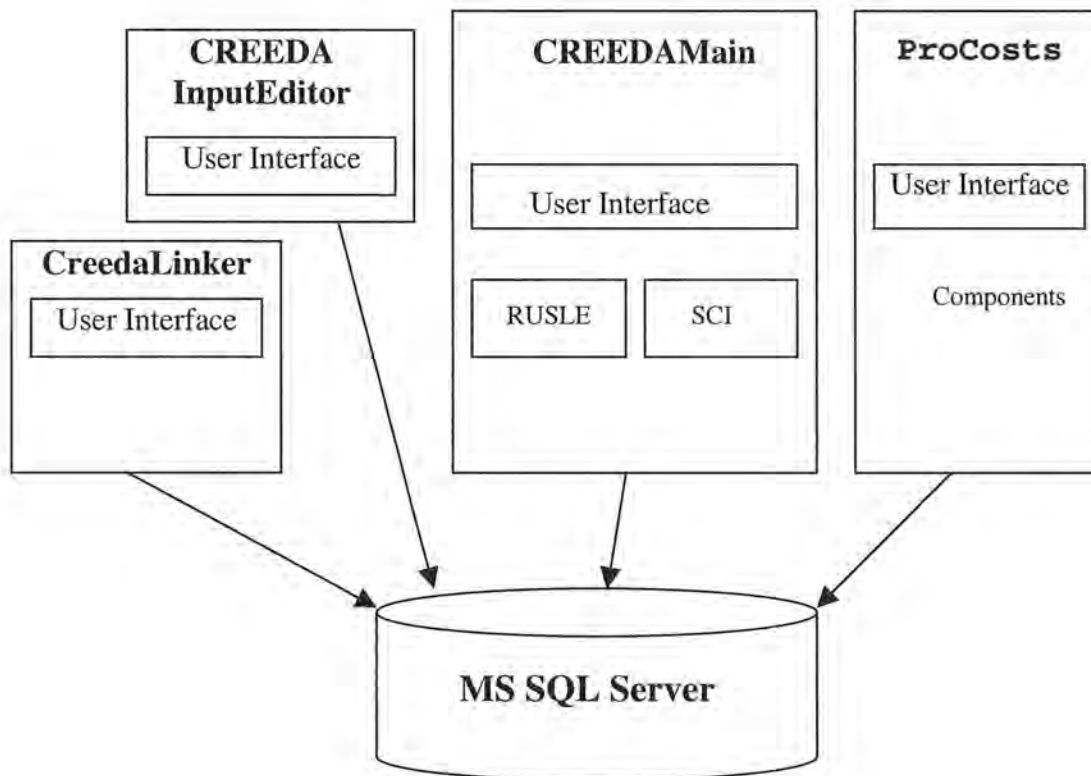 CREEDA
InputEditor
User Interface
CreedaLinker
User Interface
CREEDAMain
User Interface
RUSLE
SCI
ProCosts
User Interface
Components
MS SQL Server